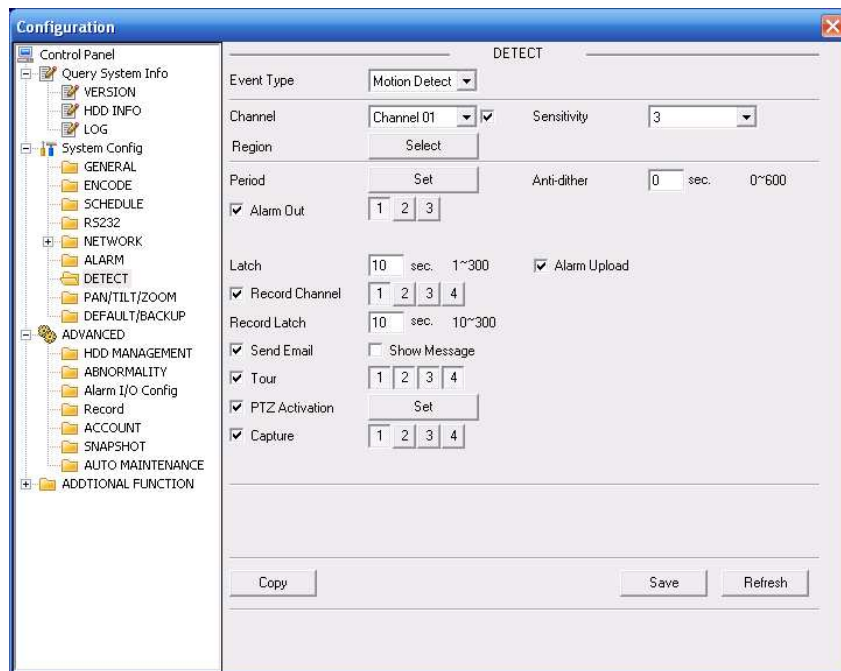 Configuration
Control Panel
Query System Info
VERSION
HDD INFO
LOG
System Config
GENERAL
ENCODE
SCHEDULE
RS232
NETWORK
ALARM
DETECT
PAN/TILT/ZOOM
DEFAULT/BACKUP
ADVANCED
HDD MANAGEMENT
ABNORMALITY
Alarm I/O Config
Record
ACCOUNT
SNAPSHOT
AUTO MAINTENANCE
ADDTIONAL FUNCTION
DETECT
Event Type Motion Detect
Channel Channel 01 Sensitivity 3
Region Select
Period Set Anti-dither 0 sec. 0~600
Alarm Out 1 2 3
Latch 10 sec. 1~300 Alarm Upload
Record Channel 1 2 3 4
Record Latch 10 sec. 10~300
Send Email Show Message
Tour 1 2 3 4
PTZ Activation Set
Capture 1 2 3 4
Copy Save Refresh